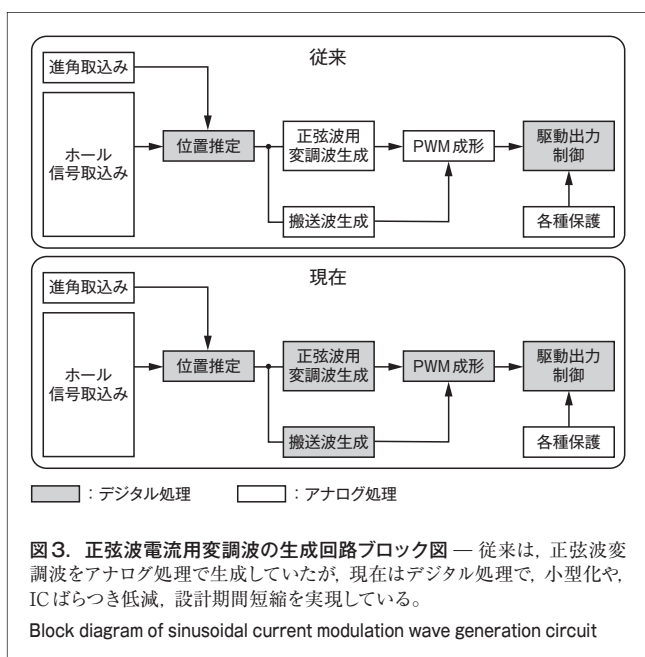 従来
進角取込み
ホール
信号取込み
位置推定
正弦波用
変調波生成
搬送波生成
PWM成形
駆動出力
制御
各種保護
現在
進角取込み
ホール
信号取込み
位置推定
正弦波用
変調波生成
搬送波生成
PWM成形
駆動出力
制御
各種保護
：デジタル処理
：アナログ処理
図3．正弦波電流用変調波の生成回路ブロック図 ― 従来は，正弦波変
調波をアナログ処理で生成していたが，現在はデジタル処理で，小型化や，
ICばらつき低減，設計期間短縮を実現している。
Block diagram of sinusoidal current modulation wave generation circuit